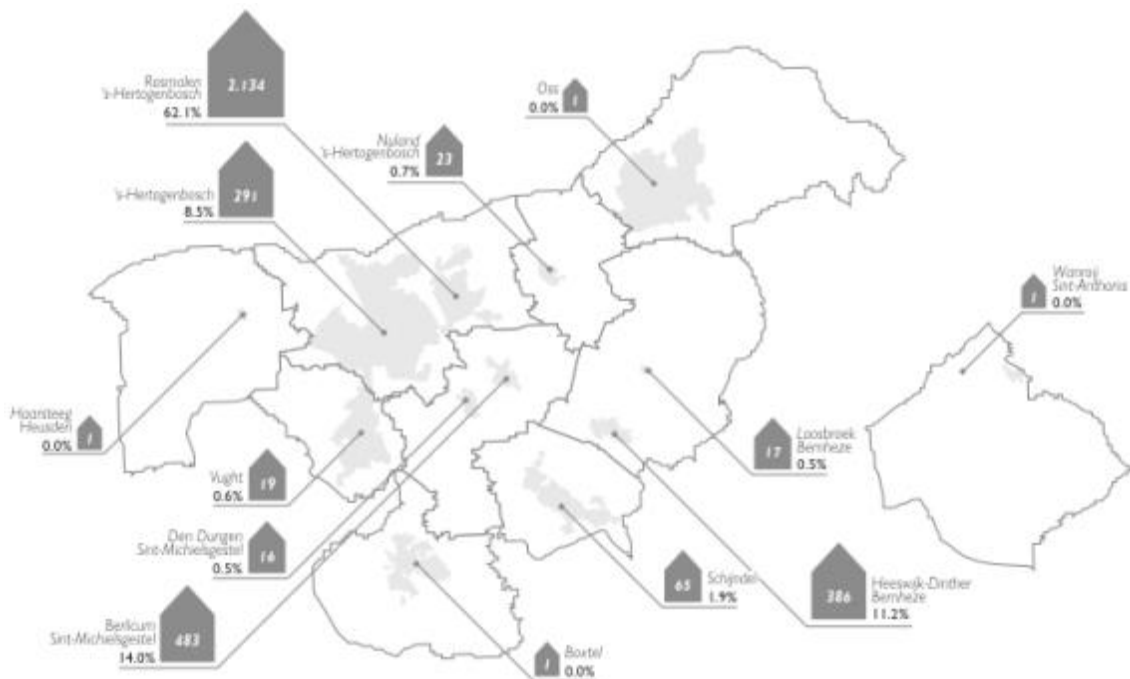 Rosmalen
's-Hertogenbosch
62.1%
2.134
Oss
0.0%
1
Nuland
's-Hertogenbosch
0.7%
23
's-Hertogenbosch
8.5%
291
Wanroij
Sint-Anthonis
0.0%
1
Haarsteeg
Heusden
0.0%
1
Vught
0.6%
19
Loosbroek
Bernheze
0.5%
17
Den Dungen
Sint-Michielsgestel
0.5%
16
Schijndel
1.9%
65
Heeswijk-Dinther
Bernheze
11.2%
386
Berlicum
Sint-Michielsgestel
14.0%
483
Boxtel
0.0%
1